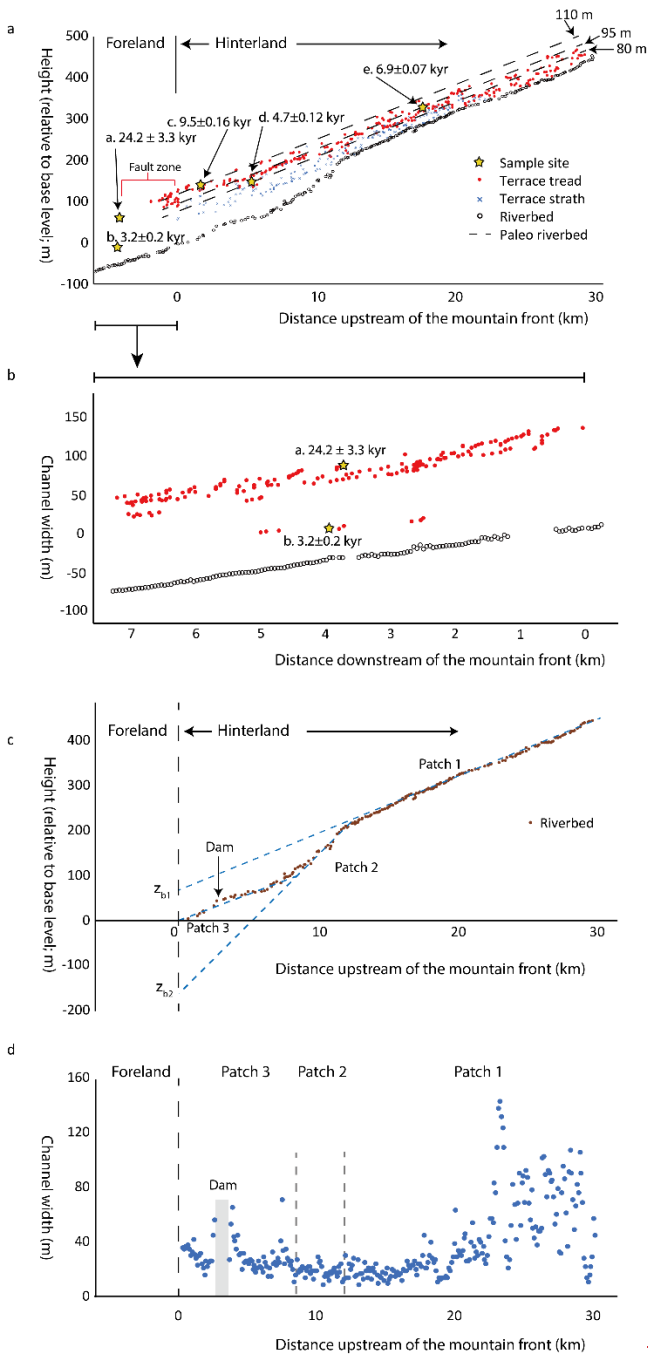 a
Foreland
Hinterland
110 m
95 m
80 m
500
400
300
200
100
0
-100
Height (relative to
base level; m)
e. 6.9±0.07 kyr
c. 9.5±0.16 kyr
d. 4.7±0.12 kyr
a. 24.2 ± 3.3 kyr
Fault zone
b. 3.2±0.2 kyr
Sample site
Terrace tread
Terrace strath
Riverbed
Paleo riverbed
0
10
20
30
Distance upstream of the mountain front (km)
b
150
100
50
0
-50
-100
Channel width (m)
a. 24.2 ± 3.3 kyr
b. 3.2±0.2 kyr
7
6
5
4
3
2
1
0
Distance downstream of the mountain front (km)
c
Foreland
Hinterland
400
300
200
100
0
-100
-200
Height (relative to
base level; m)
Patch 1
Riverbed
Dam
Patch 2
zb1
Patch 3
0
10
20
30
Distance upstream of the mountain front (km)
zb2
d
Foreland
Patch 3
Patch 2
Patch 1
160
120
80
40
0
Channel width
(m)
Dam
0
10
20
30
Distance upstream of the mountain front (km)
.